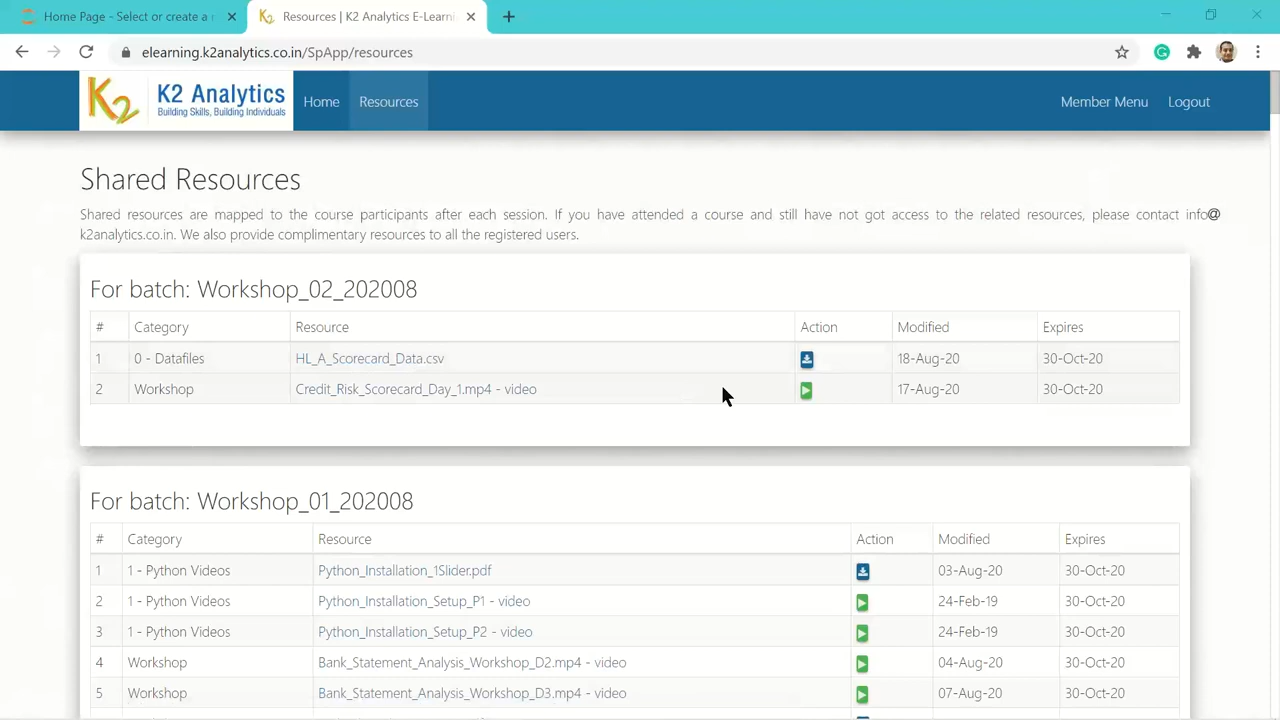 Home Page - Select or create a
Resources | K2 Analytics E-Learni
elearning.k2analytics.co.in/SpApp/resources
K2
K2 Analytics
Building Skills, Building Individuals
Home
Resources
Member Menu
Logout
Shared Resources
Shared resources are mapped to the course participants after each session. If you have attended a course and still have not got access to the related resources, please contact info@
k2analytics.co.in. We also provide complimentary resources to all the registered users.
For batch: Workshop_02_202008
# Category Resource Action Modified Expires
1 0 - Datafiles HL_A_Scorecard_Data.csv 18-Aug-20 30-Oct-20
2 Workshop Credit_Risk_Scorecard_Day_1.mp4 - video 17-Aug-20 30-Oct-20
For batch: Workshop_01_202008
# Category Resource Action Modified Expires
1 1 - Python Videos Python_Installation_1Slider.pdf 03-Aug-20 30-Oct-20
2 1 - Python Videos Python_Installation_Setup_P1 - video 24-Feb-19 30-Oct-20
3 1 - Python Videos Python_Installation_Setup_P2 - video 24-Feb-19 30-Oct-20
4 Workshop Bank_Statement_Analysis_Workshop_D2.mp4 - video 04-Aug-20 30-Oct-20
5 Workshop Bank_Statement_Analysis_Workshop_D3.mp4 - video 07-Aug-20 30-Oct-20